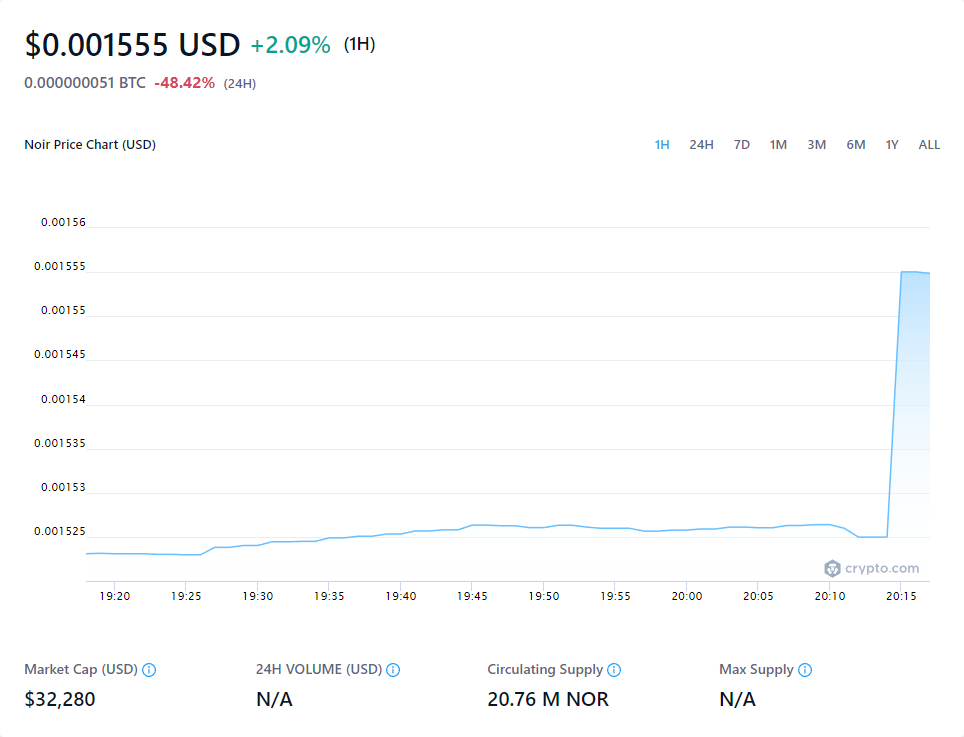 $0.001555 USD +2.09% (1H)
0.000000051 BTC -48.42% (24H)
Noir Price Chart (USD) 1H 24H 7D 1M 3M 6M 1Y ALL
0.00156
0.001555
0.00155
0.001545
0.00154
0.001535
0.00153
0.001525
crypto.com
19:20 19:25 19:30 19:35 19:40 19:45 19:50 19:55 20:00 20:05 20:10 20:15
Market Cap (USD) 24H VOLUME (USD) Circulating Supply Max Supply
$32,280 N/A 20.76 M NOR N/A